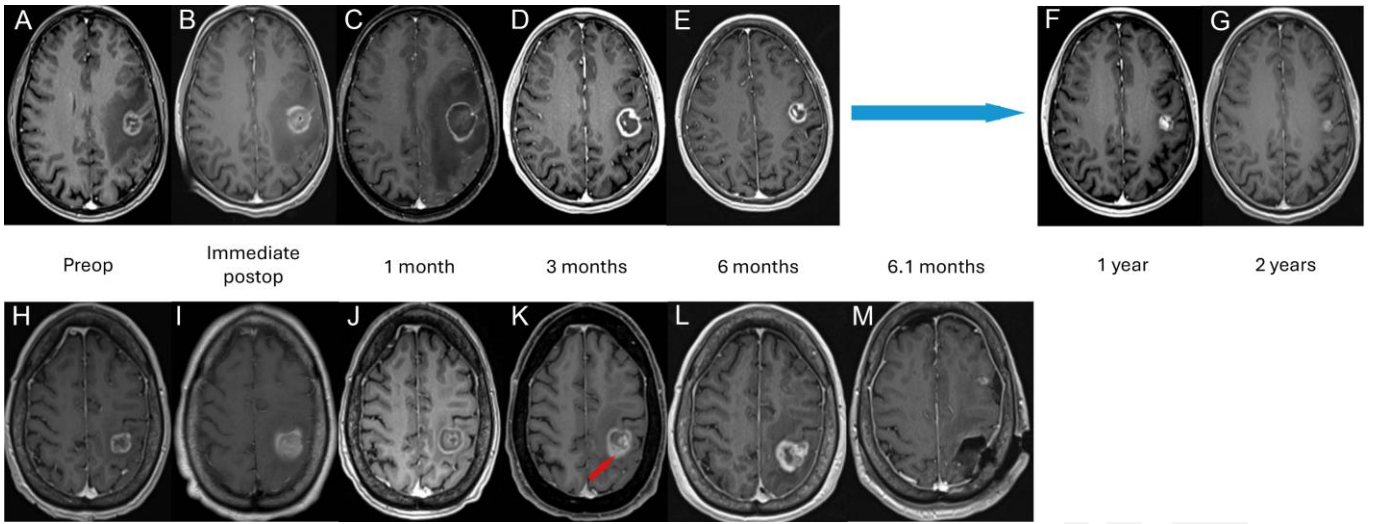 A B C D E F G
Preop Immediate postop 1 month 3 months 6 months 6.1 months 1 year 2 years
H I J K L M